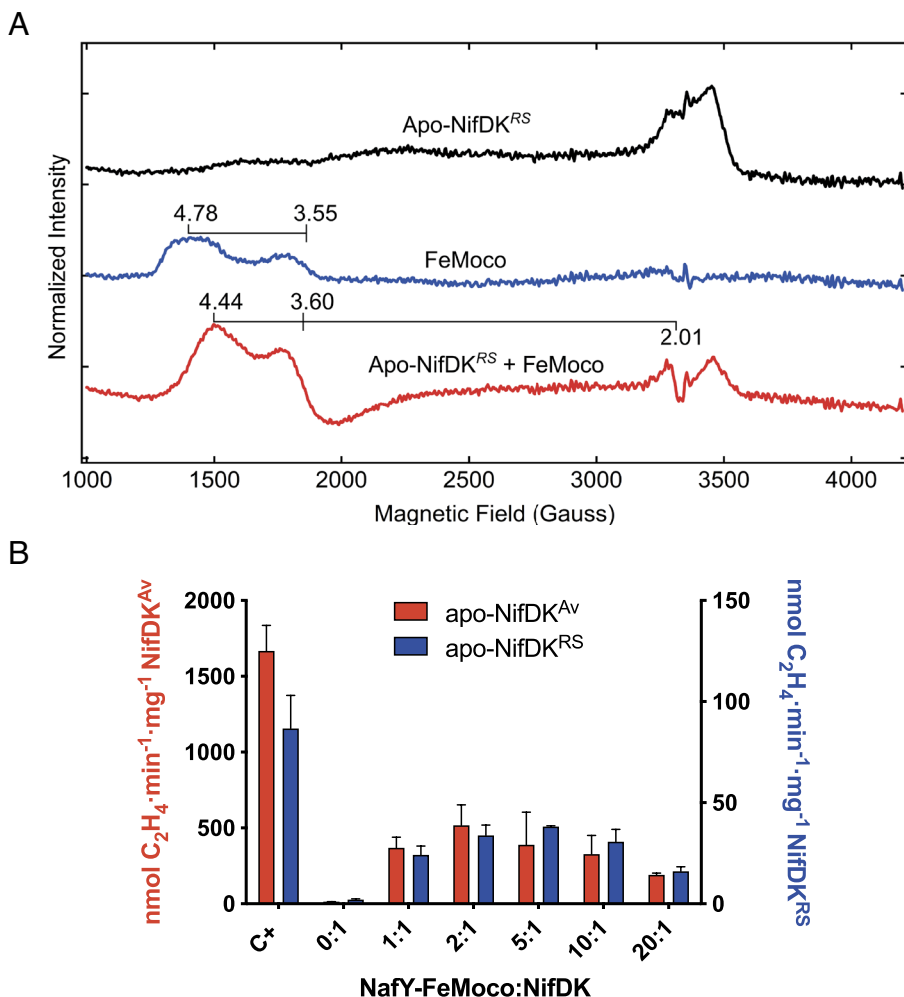 A
Normalized Intensity
Apo-NifDK^RS
4.78 3.55
FeMoco
4.44 3.60
2.01
Apo-NifDK^RS + FeMoco
1000 1500 2000 2500 3000 3500 4000
Magnetic Field (Gauss)
B
nmol C₂H₄·min⁻¹·mg⁻¹ NifDK^Av
2000
1500
1000
500
0
apo-NifDK^Av
apo-NifDK^RS
150
100
50
0
nmol C₂H₄·min⁻¹·mg⁻¹ NifDK^RS
C+ 0:1 1:1 2:1 5:1 10:1 20:1
NafY-FeMoco:NifDK